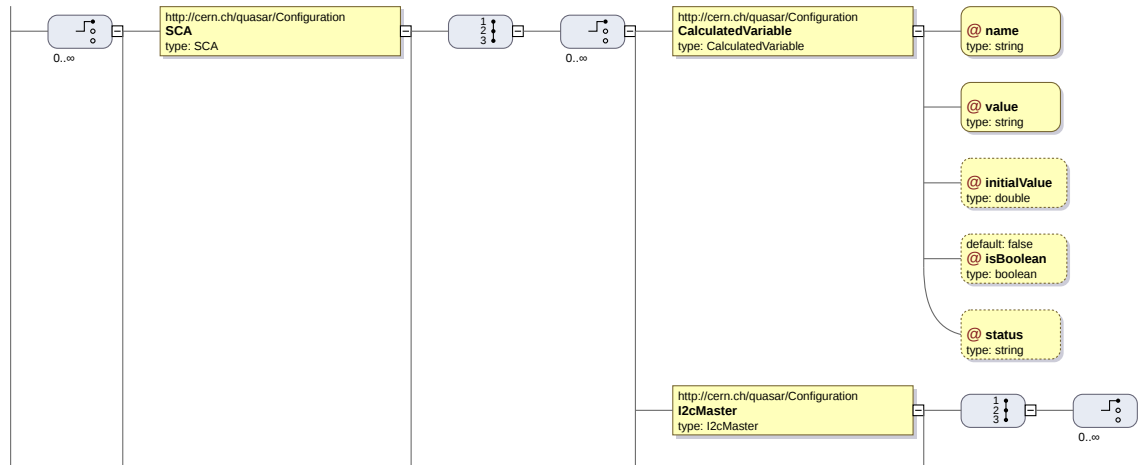 http://cern.ch/quasar/Configuration
SCA
type: SCA
0..∞
1
2
3
0..∞
http://cern.ch/quasar/Configuration
CalculatedVariable
type: CalculatedVariable
@ name
type: string
@ value
type: string
@ initialValue
type: double
default: false
@ isBoolean
type: boolean
@ status
type: string
http://cern.ch/quasar/Configuration
I2cMaster
type: I2cMaster
1
2
3
0..∞